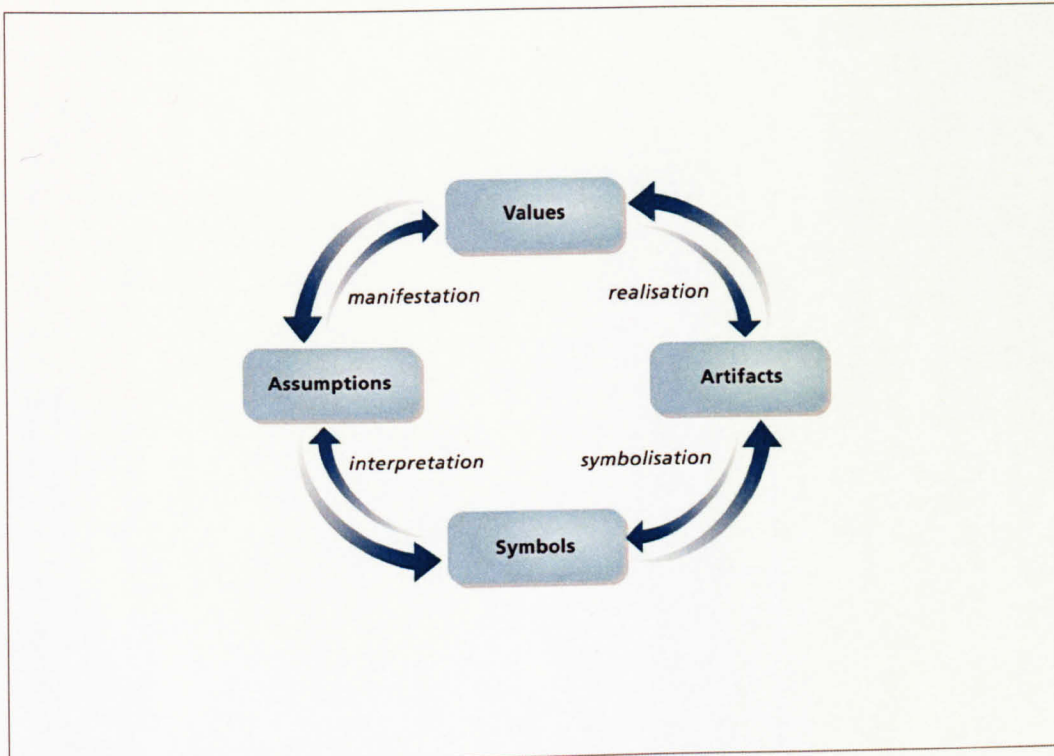 Values
manifestation
realisation
Assumptions
Artifacts
interpretation
symbolisation
Symbols